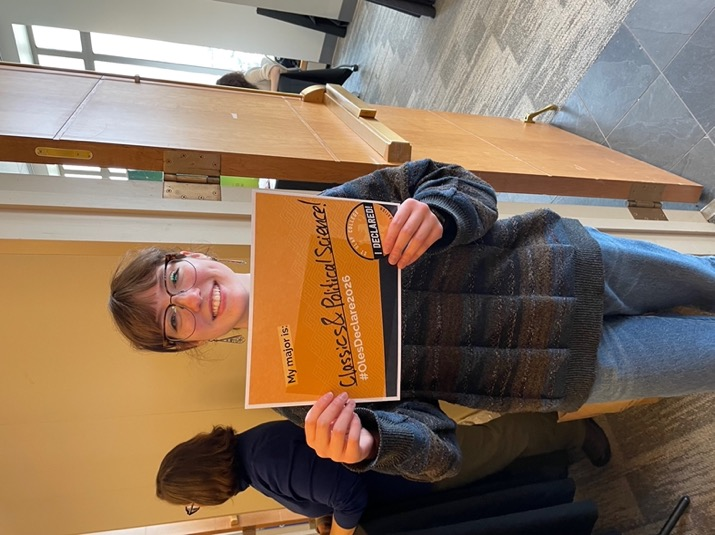 My major is:
Classics & Political Science!
#OlesDeclare2026
I DECLARED!